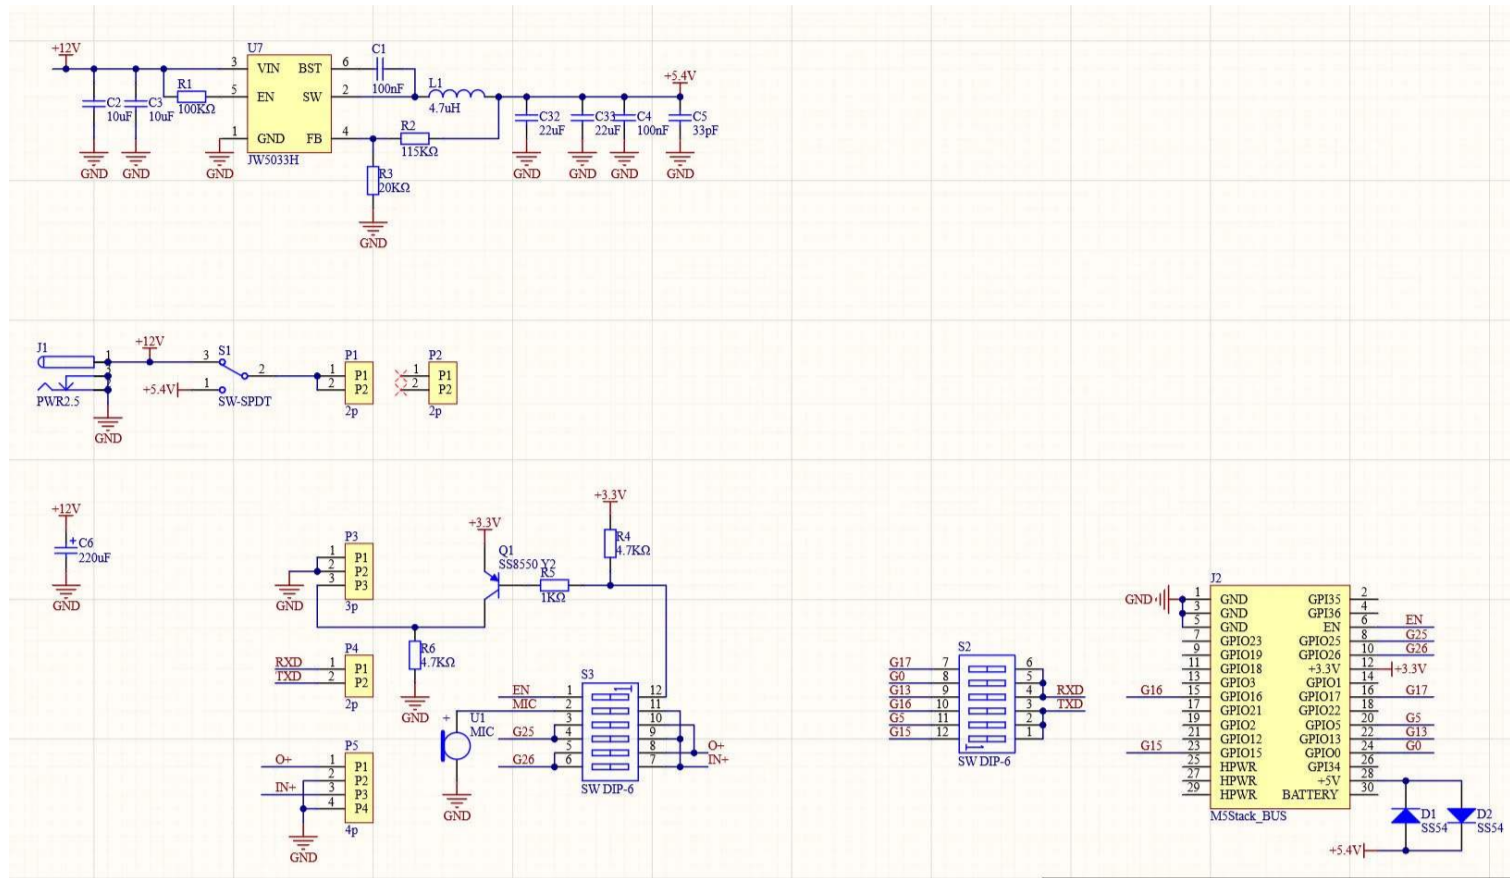 +12V
U7
3 VIN BST 6
C1
100nF
5 EN SW 2
1 GND FB 4
JW5033H
C2
10uF
C3
10uF
R1
100KΩ
L1
4.7uH
R2
115KΩ
R3
20KΩ
+5.4V
C32
22uF
C33
22uF
C4
100nF
C5
33pF
GND
GND
GND
GND
GND
GND
GND
GND
J1
PWR2.5
1
GND
+12V
+5.4V
3
1
2
S1
SW-SPDT
P1
1 P1
2 P2
2p
P2
1 P1
2 P2
2p
+12V
C6
220uF
GND
P3
1 P1
2 P2
3 P3
3p
GND
+3.3V
Q1
SS8550 Y2
R5
1KΩ
+3.3V
R4
4.7KΩ
R6
4.7KΩ
GND
P4
RXD 1 P1
TXD 2 P2
2p
P5
O+ 1 P1
2 P2
IN+ 3 P3
4 P4
4p
GND
+
U1
MIC
GND
S3
EN 1 12
MIC 2 11
3 10
G25 4 9
5 8 O+
G26 6 7 IN+
SW DIP-6
S2
G17 7 6
G0 8 5
G13 9 4 RXD
G16 10 3 TXD
G5 11 2
G15 12 1
SW DIP-6
J2
GND 1 GND GPI35 2
3 GND GPI36 4
5 GND EN 6 EN
7 GPIO23 GPIO25 8 G25
9 GPIO19 GPIO26 10 G26
11 GPIO18 +3.3V 12 +3.3V
13 GPIO3 GPIO1 14
G16 15 GPIO16 GPIO17 16 G17
17 GPIO21 GPIO22 18
19 GPIO2 GPIO5 20 G5
21 GPIO12 GPIO13 22 G13
G15 23 GPIO15 GPIO0 24 G0
25 HPWR GPI34 26
27 HPWR +5V 28
29 HPWR BATTERY 30
M5Stack_BUS
D1
SS54
D2
SS54
+5.4V